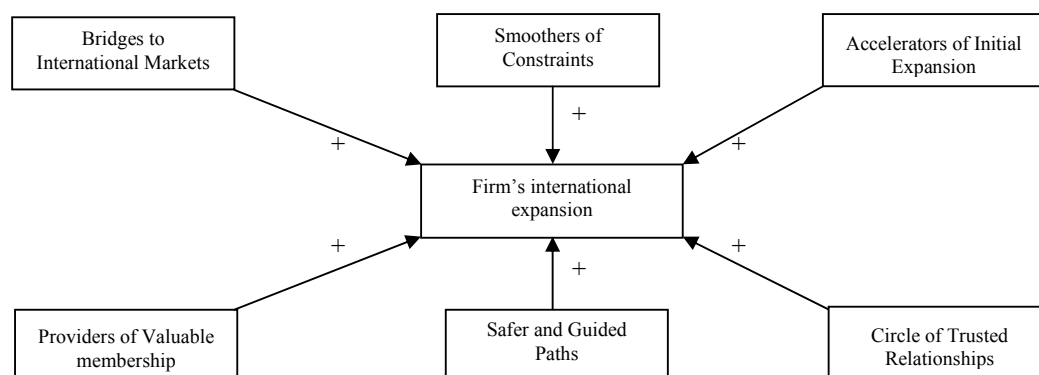 Bridges to
International Markets
Smoothers of
Constraints
Accelerators of Initial
Expansion
+
+
+
Firm’s international
expansion
+
+
+
Providers of Valuable
membership
Safer and Guided
Paths
Circle of Trusted
Relationships